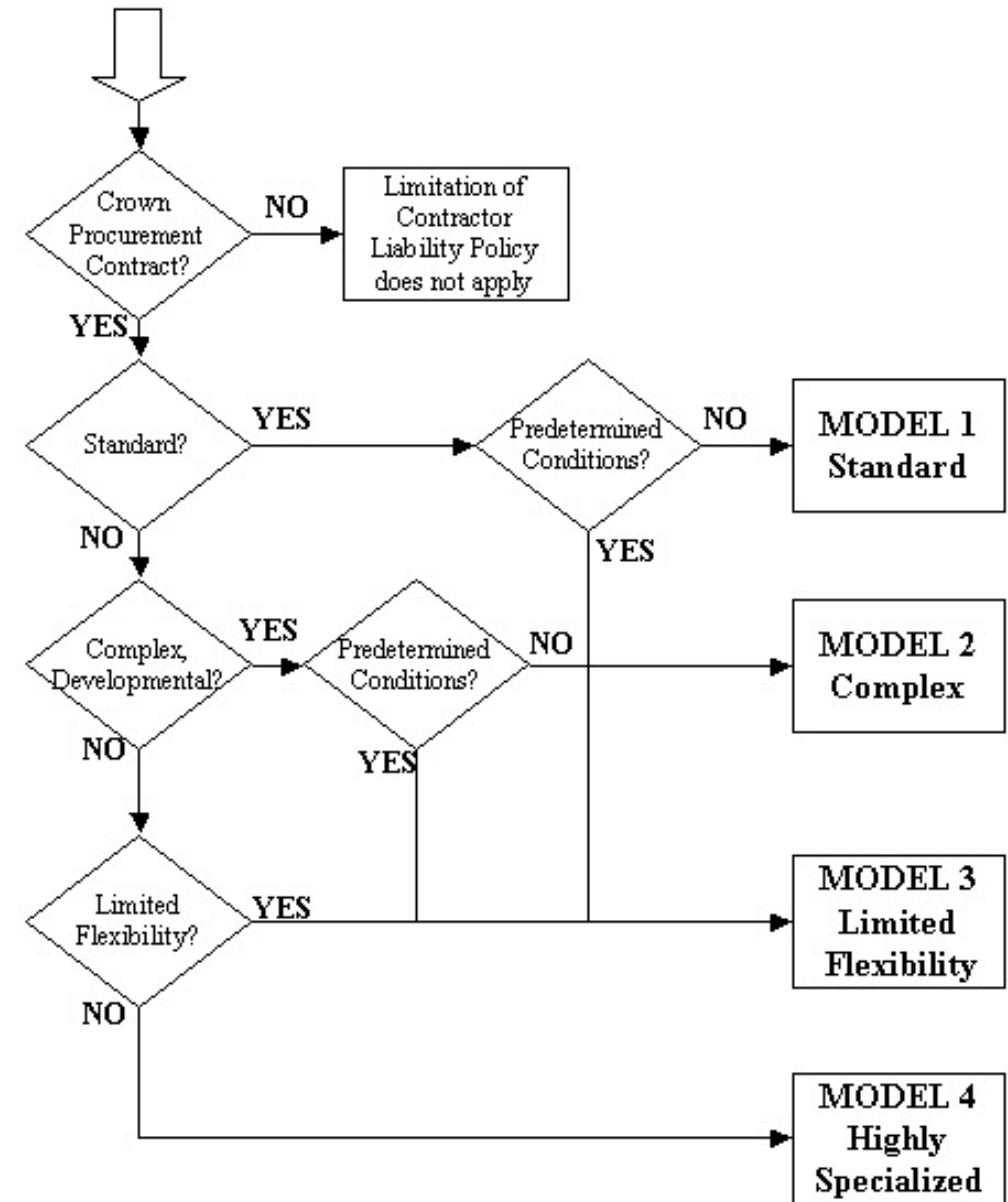 Crown
Procurement
Contract?
NO
Limitation of
Contractor
Liability Policy
does not apply
YES
Standard?
YES
Predetermined
Conditions?
NO
MODEL 1
Standard
NO
YES
Complex,
Developmental?
YES
Predetermined
Conditions?
NO
MODEL 2
Complex
NO
YES
Limited
Flexibility?
YES
MODEL 3
Limited
Flexibility
NO
MODEL 4
Highly
Specialized